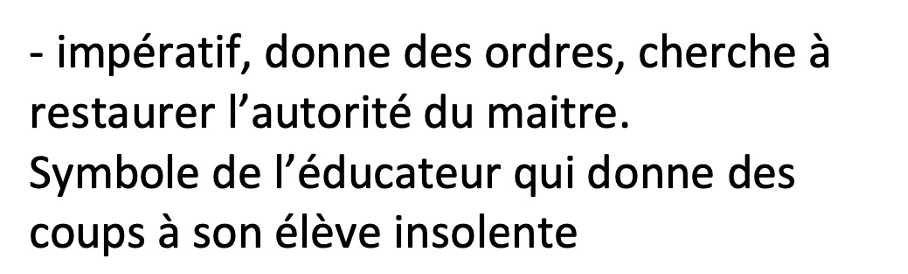 - impératif, donne des ordres, cherche à
restaurer l’autorité du maitre.
Symbole de l’éducateur qui donne des
coups à son élève insolente